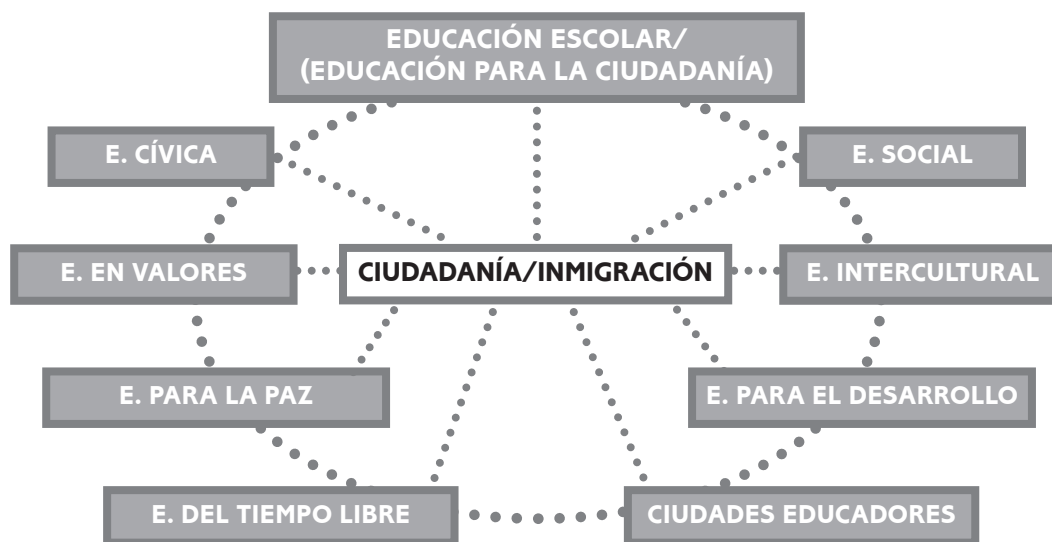 EDUCACIÓN ESCOLAR/
(EDUCACIÓN PARA LA CIUDADANÍA)
E. CÍVICA
E. SOCIAL
E. EN VALORES
CIUDADANÍA/INMIGRACIÓN
E. INTERCULTURAL
E. PARA LA PAZ
E. PARA EL DESARROLLO
E. DEL TIEMPO LIBRE
CIUDADES EDUCADORES